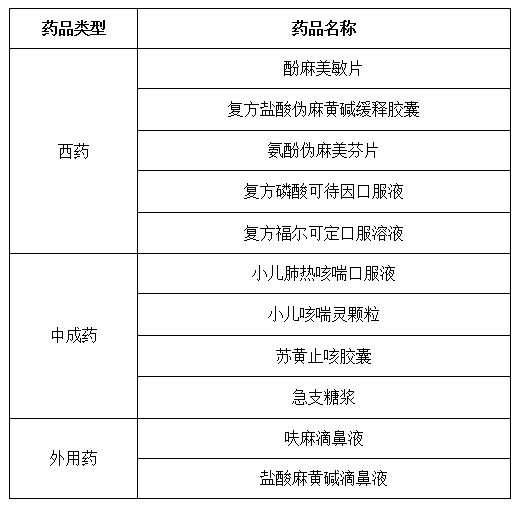 药品类型 药品名称
西药
酚麻美敏片
复方盐酸伪麻黄碱缓释胶囊
氨酚伪麻美芬片
复方磷酸可待因口服液
复方福尔可定口服溶液
中成药
小儿肺热咳喘口服液
小儿咳喘灵颗粒
苏黄止咳胶囊
急支糖浆
外用药
呋麻滴鼻液
盐酸麻黄碱滴鼻液